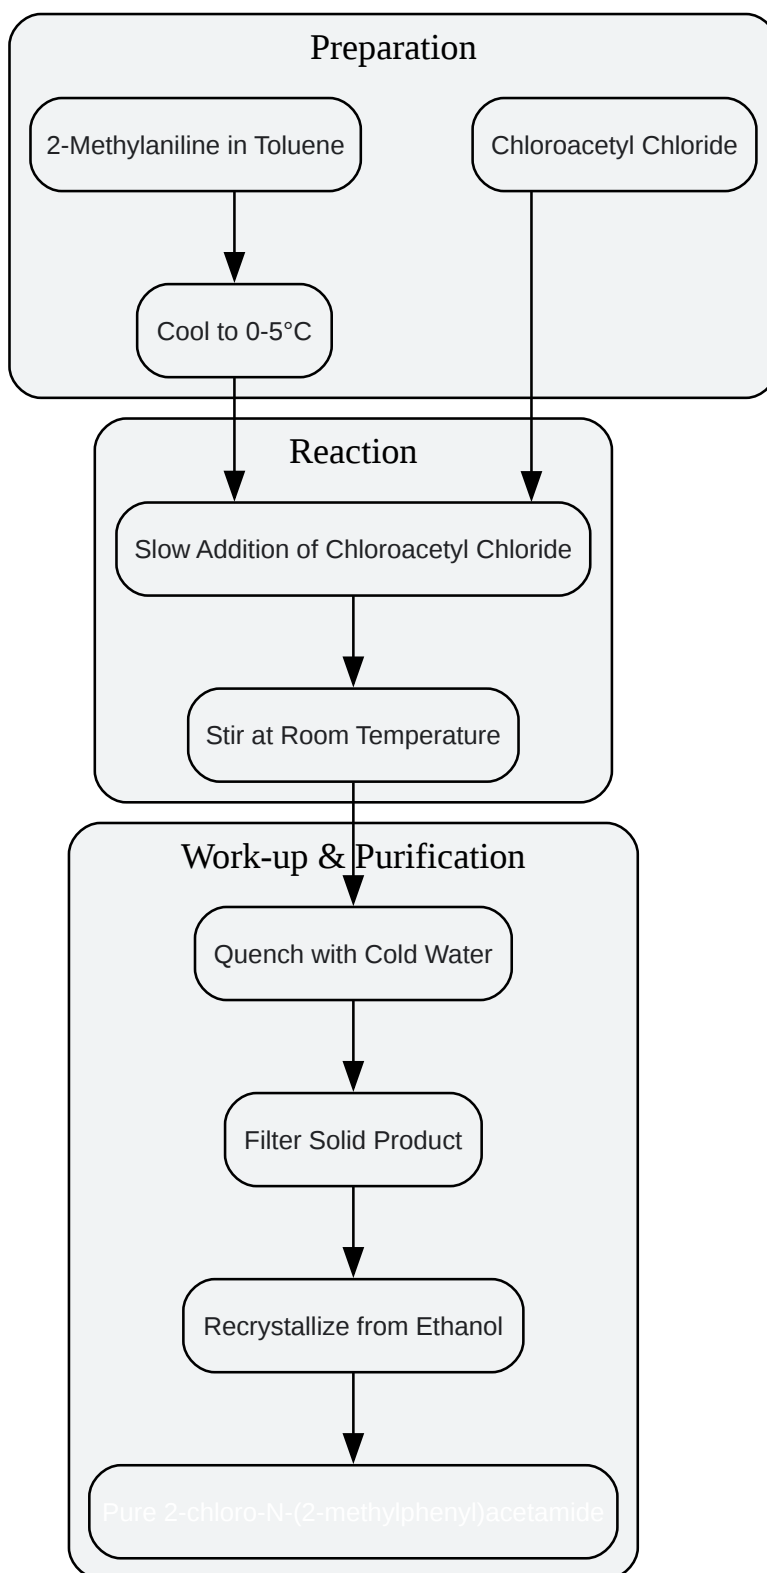 Preparation
2-Methylaniline in Toluene
Chloroacetyl Chloride
Cool to 0-5°C
Reaction
Slow Addition of Chloroacetyl Chloride
Stir at Room Temperature
Work-up & Purification
Quench with Cold Water
Filter Solid Product
Recrystallize from Ethanol
Pure 2-chloro-N-(2-methylphenyl)acetamide